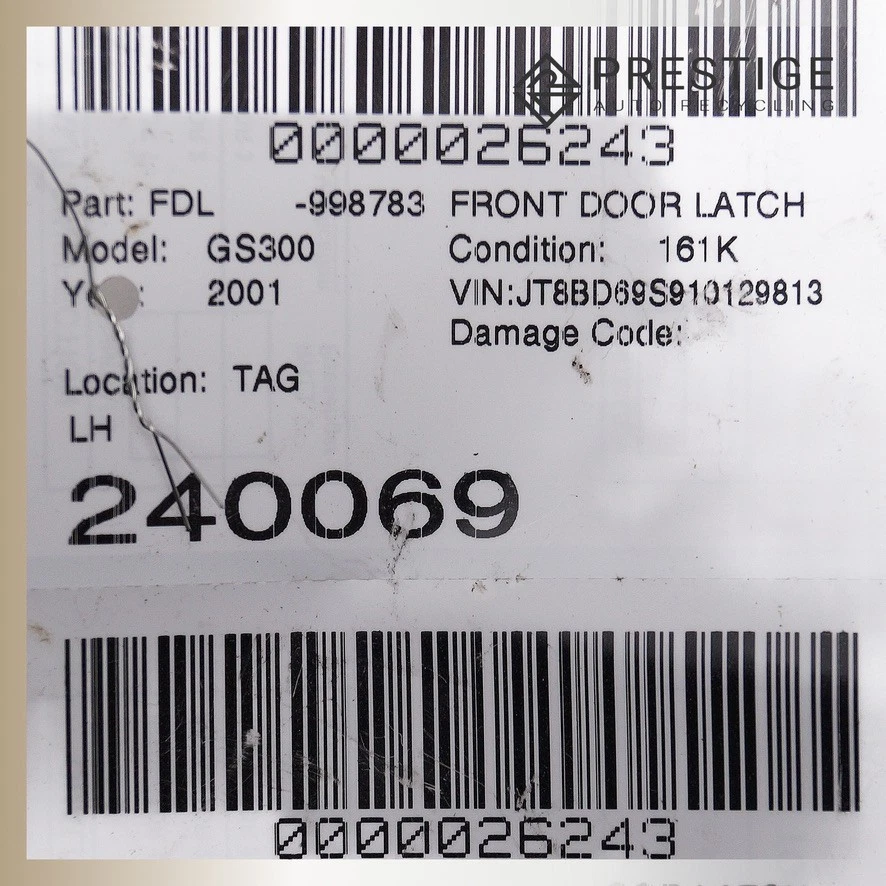 PRESTIGE
AUTO RECYCLING
0000026243
Part: FDL -998783 FRONT DOOR LATCH
Model: GS300 Condition: 161K
2001 VIN:JT8BD69S910129813
Damage Code:
Location: TAG
LH
240069
0000026243